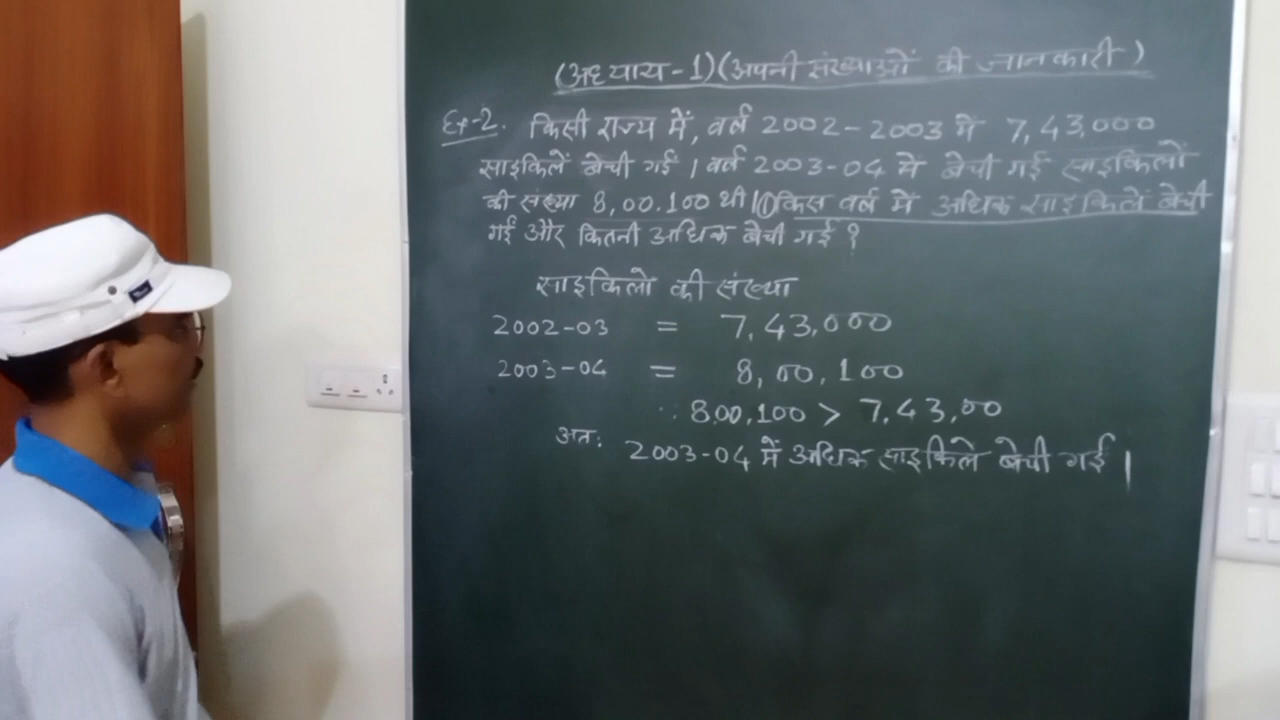 (अध्याय-1)(अपनी संख्याओं की जानकारी)
Ex-2. किसी राज्य में, वर्ष 2002-2003 में 7,43,000
साइकिलें बेची गई । वर्ष 2003-04 में बेची गई साइकिलों
की संख्या 8,00.100 थी । ① किस वर्ष में अधिक साइकिलें बेची
गई और कितनी अधिक बेची गई ?
साइकिलो की संख्या
2002-03 = 7,43,000
2003-04 = 8,00,100
∵ 8,00,100 > 7,43,00
अतः 2003-04 में अधिक साइकिले बेची गई |